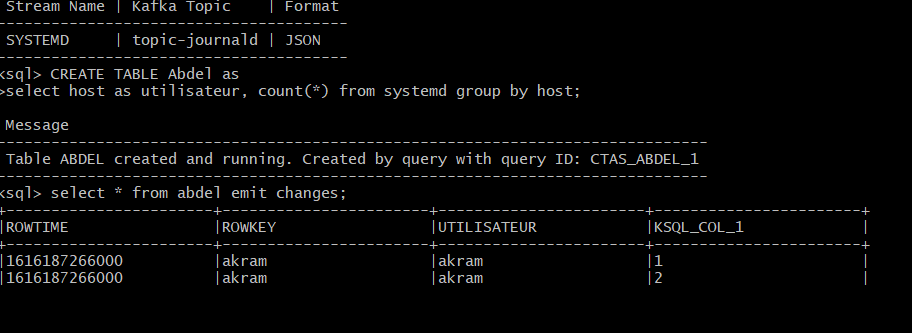 Stream Name | Kafka Topic | Format
------------------------------------------
SYSTEMD | topic-journald | JSON
------------------------------------------
ksql> CREATE TABLE Abdel as
>select host as utilisateur, count(*) from systemd group by host;
Message
--------------------------------------------------------------------------------
Table ABDEL created and running. Created by query with query ID: CTAS_ABDEL_1
--------------------------------------------------------------------------------
ksql> select * from abdel emit changes;
+------------------------+------------------------+------------------------+------------------------+
|ROWTIME |ROWKEY |UTILISATEUR |KSQL_COL_1 |
+------------------------+------------------------+------------------------+------------------------+
|1616187266000 |akram |akram |1 |
|1616187266000 |akram |akram |2 |